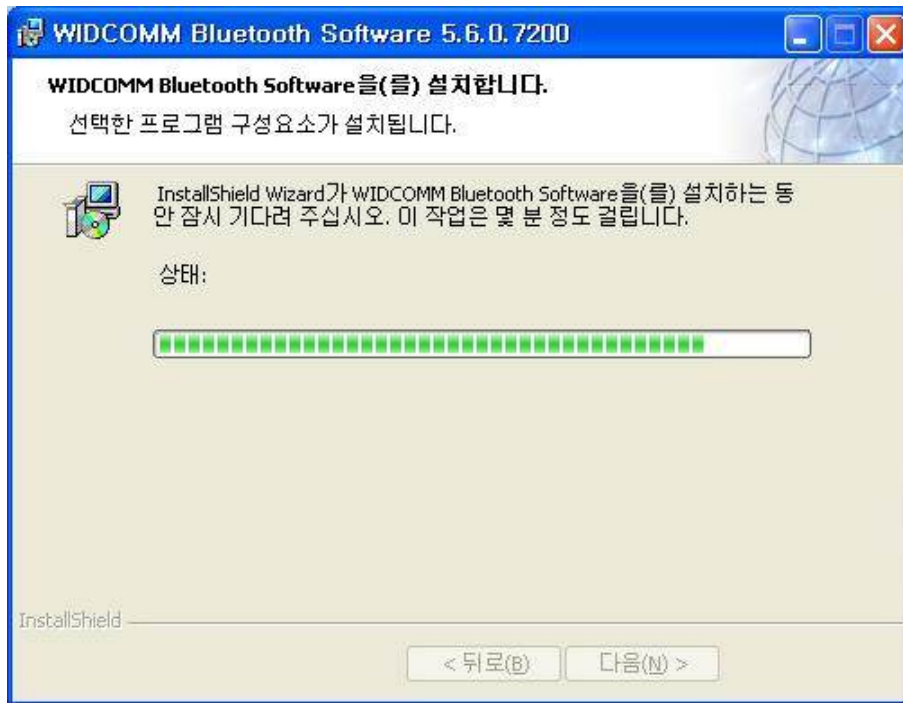 WIDCOMM Bluetooth Software 5.6.0.7200
WIDCOMM Bluetooth Software을(를) 설치합니다.
선택한 프로그램 구성요소가 설치됩니다.
InstallShield Wizard가 WIDCOMM Bluetooth Software을(를) 설치하는 동
안 잠시 기다려 주십시오. 이 작업은 몇 분 정도 걸립니다.
상태:
InstallShield
< 뒤로(B) 다음(N) >